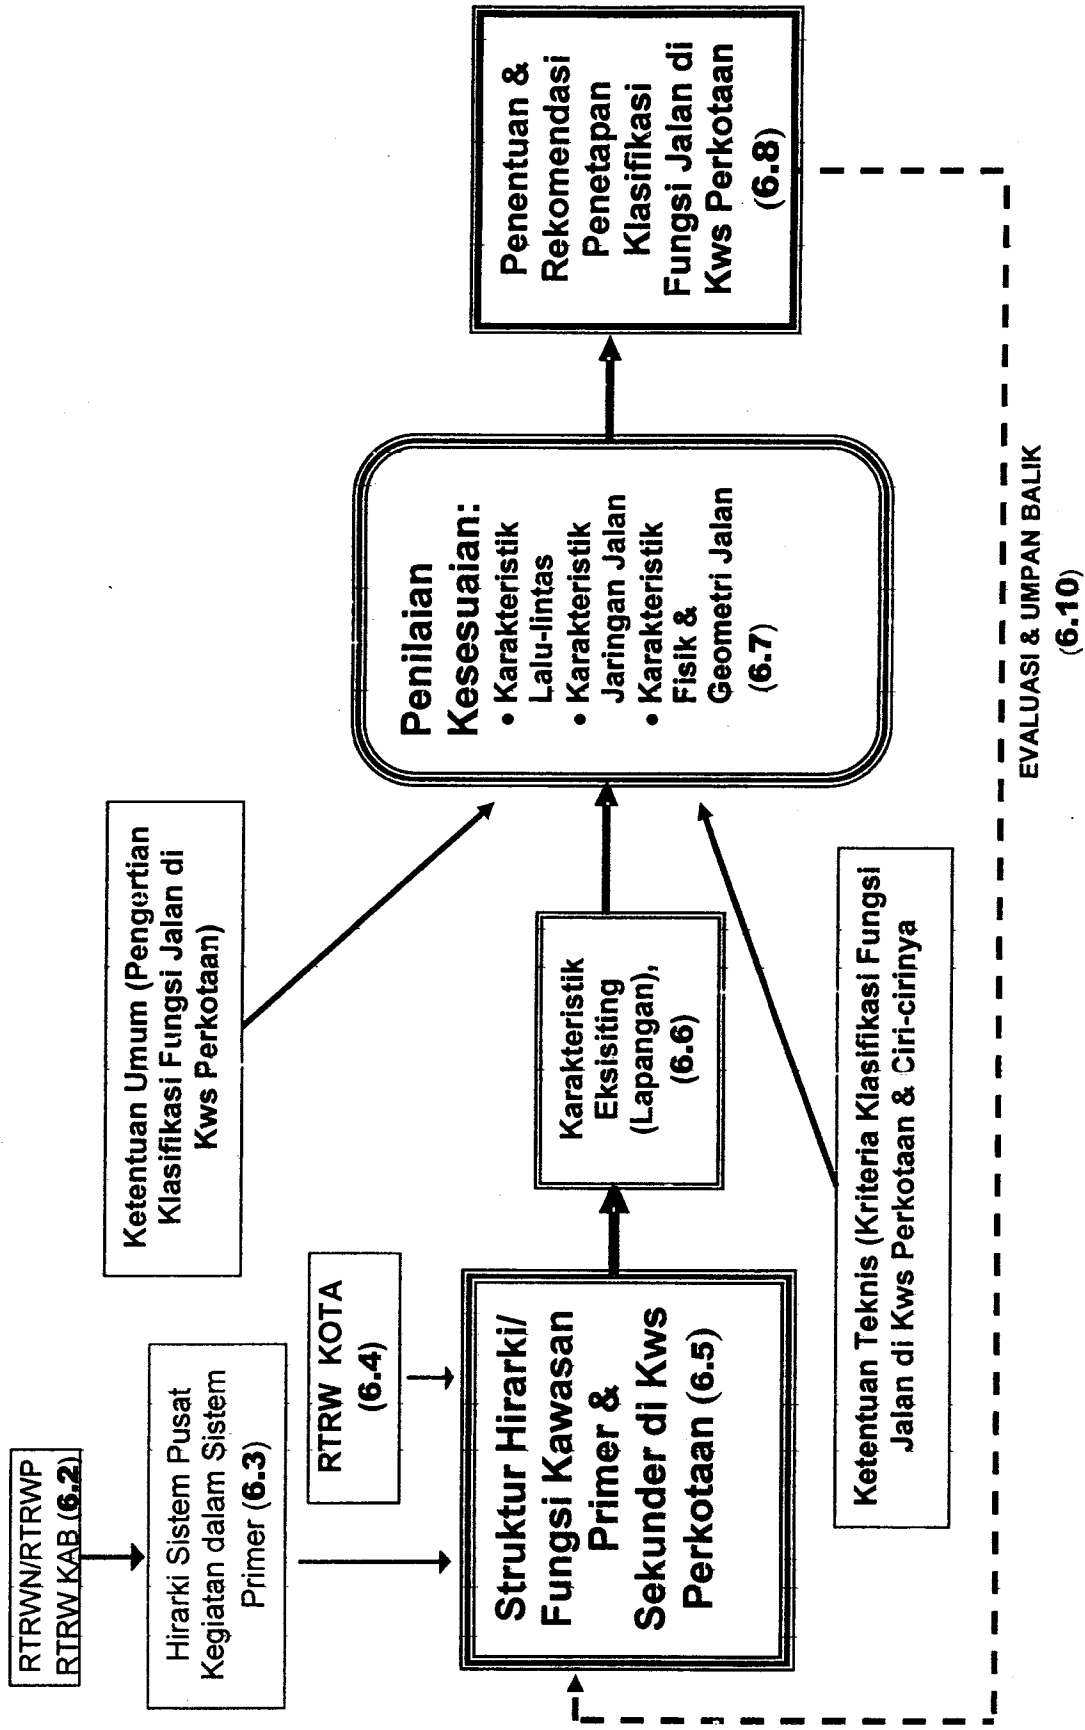 RTRWN/RTRWP
RTRW KAB (6.2)
Hirarki Sistem Pusat
Kegiatan dalam Sistem
Primer (6.3)
RTRW KOTA
(6.4)
Struktur Hirarki/
Fungsi Kawasan
Primer &
Sekunder di Kws
Perkotaan (6.5)
Ketentuan Umum (Pengertian
Klasifikasi Fungsi Jalan di
Kws Perkotaan)
Karakteristik
Eksisiting
(Lapangan),
(6.6)
Ketentuan Teknis (Kriteria Klasifikasi Fungsi
Jalan di Kws Perkotaan & Ciri-cirinya
Penilaian
Kesesuaian:
• Karakteristik
Lalu-lintas
• Karakteristik
Jaringan Jalan
• Karakteristik
Fisik &
Geometri Jalan
(6.7)
Penentuan &
Rekomendasi
Penetapan
Klasifikasi
Fungsi Jalan di
Kws Perkotaan
(6.8)
EVALUASI & UMPAN BALIK
(6.10)